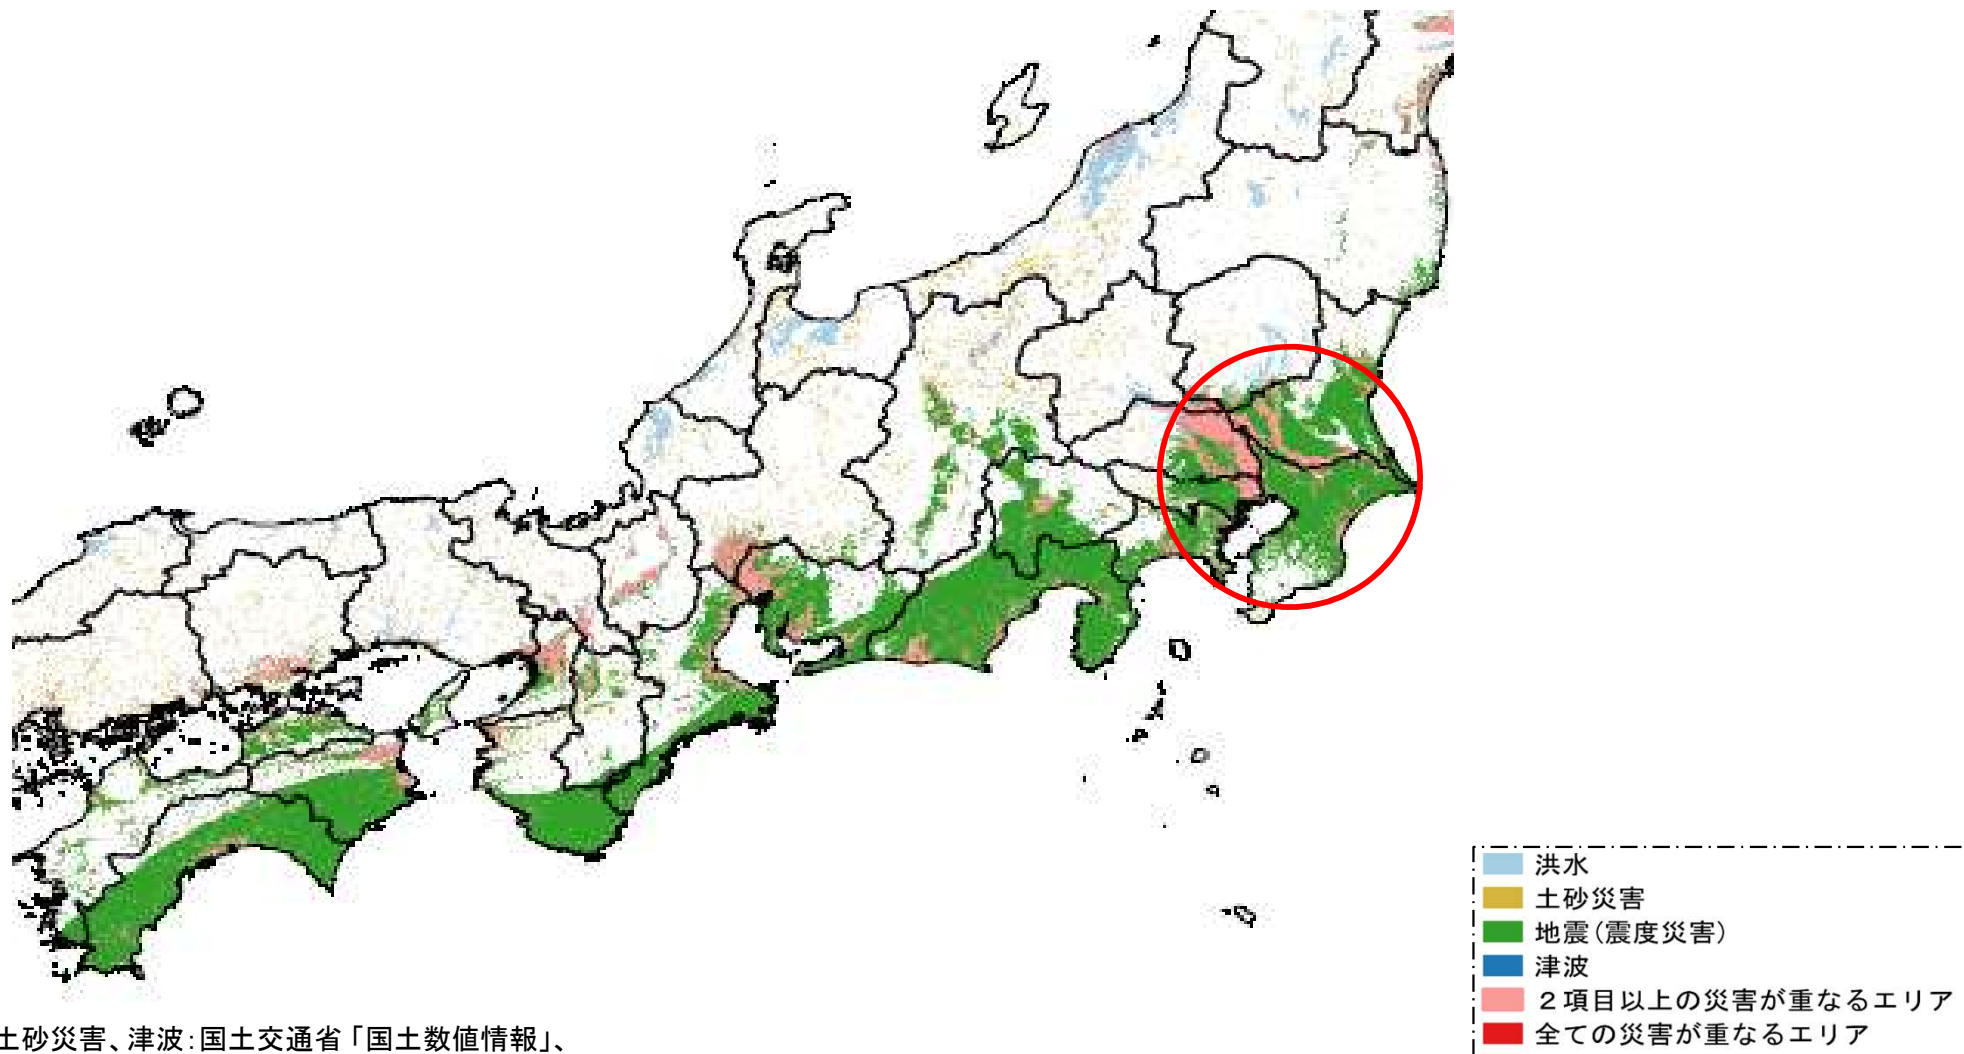 洪水
土砂災害
地震(震度災害)
津波
２項目以上の災害が重なるエリア
全ての災害が重なるエリア
土砂災害、津波:国土交通省「国土数値情報」、